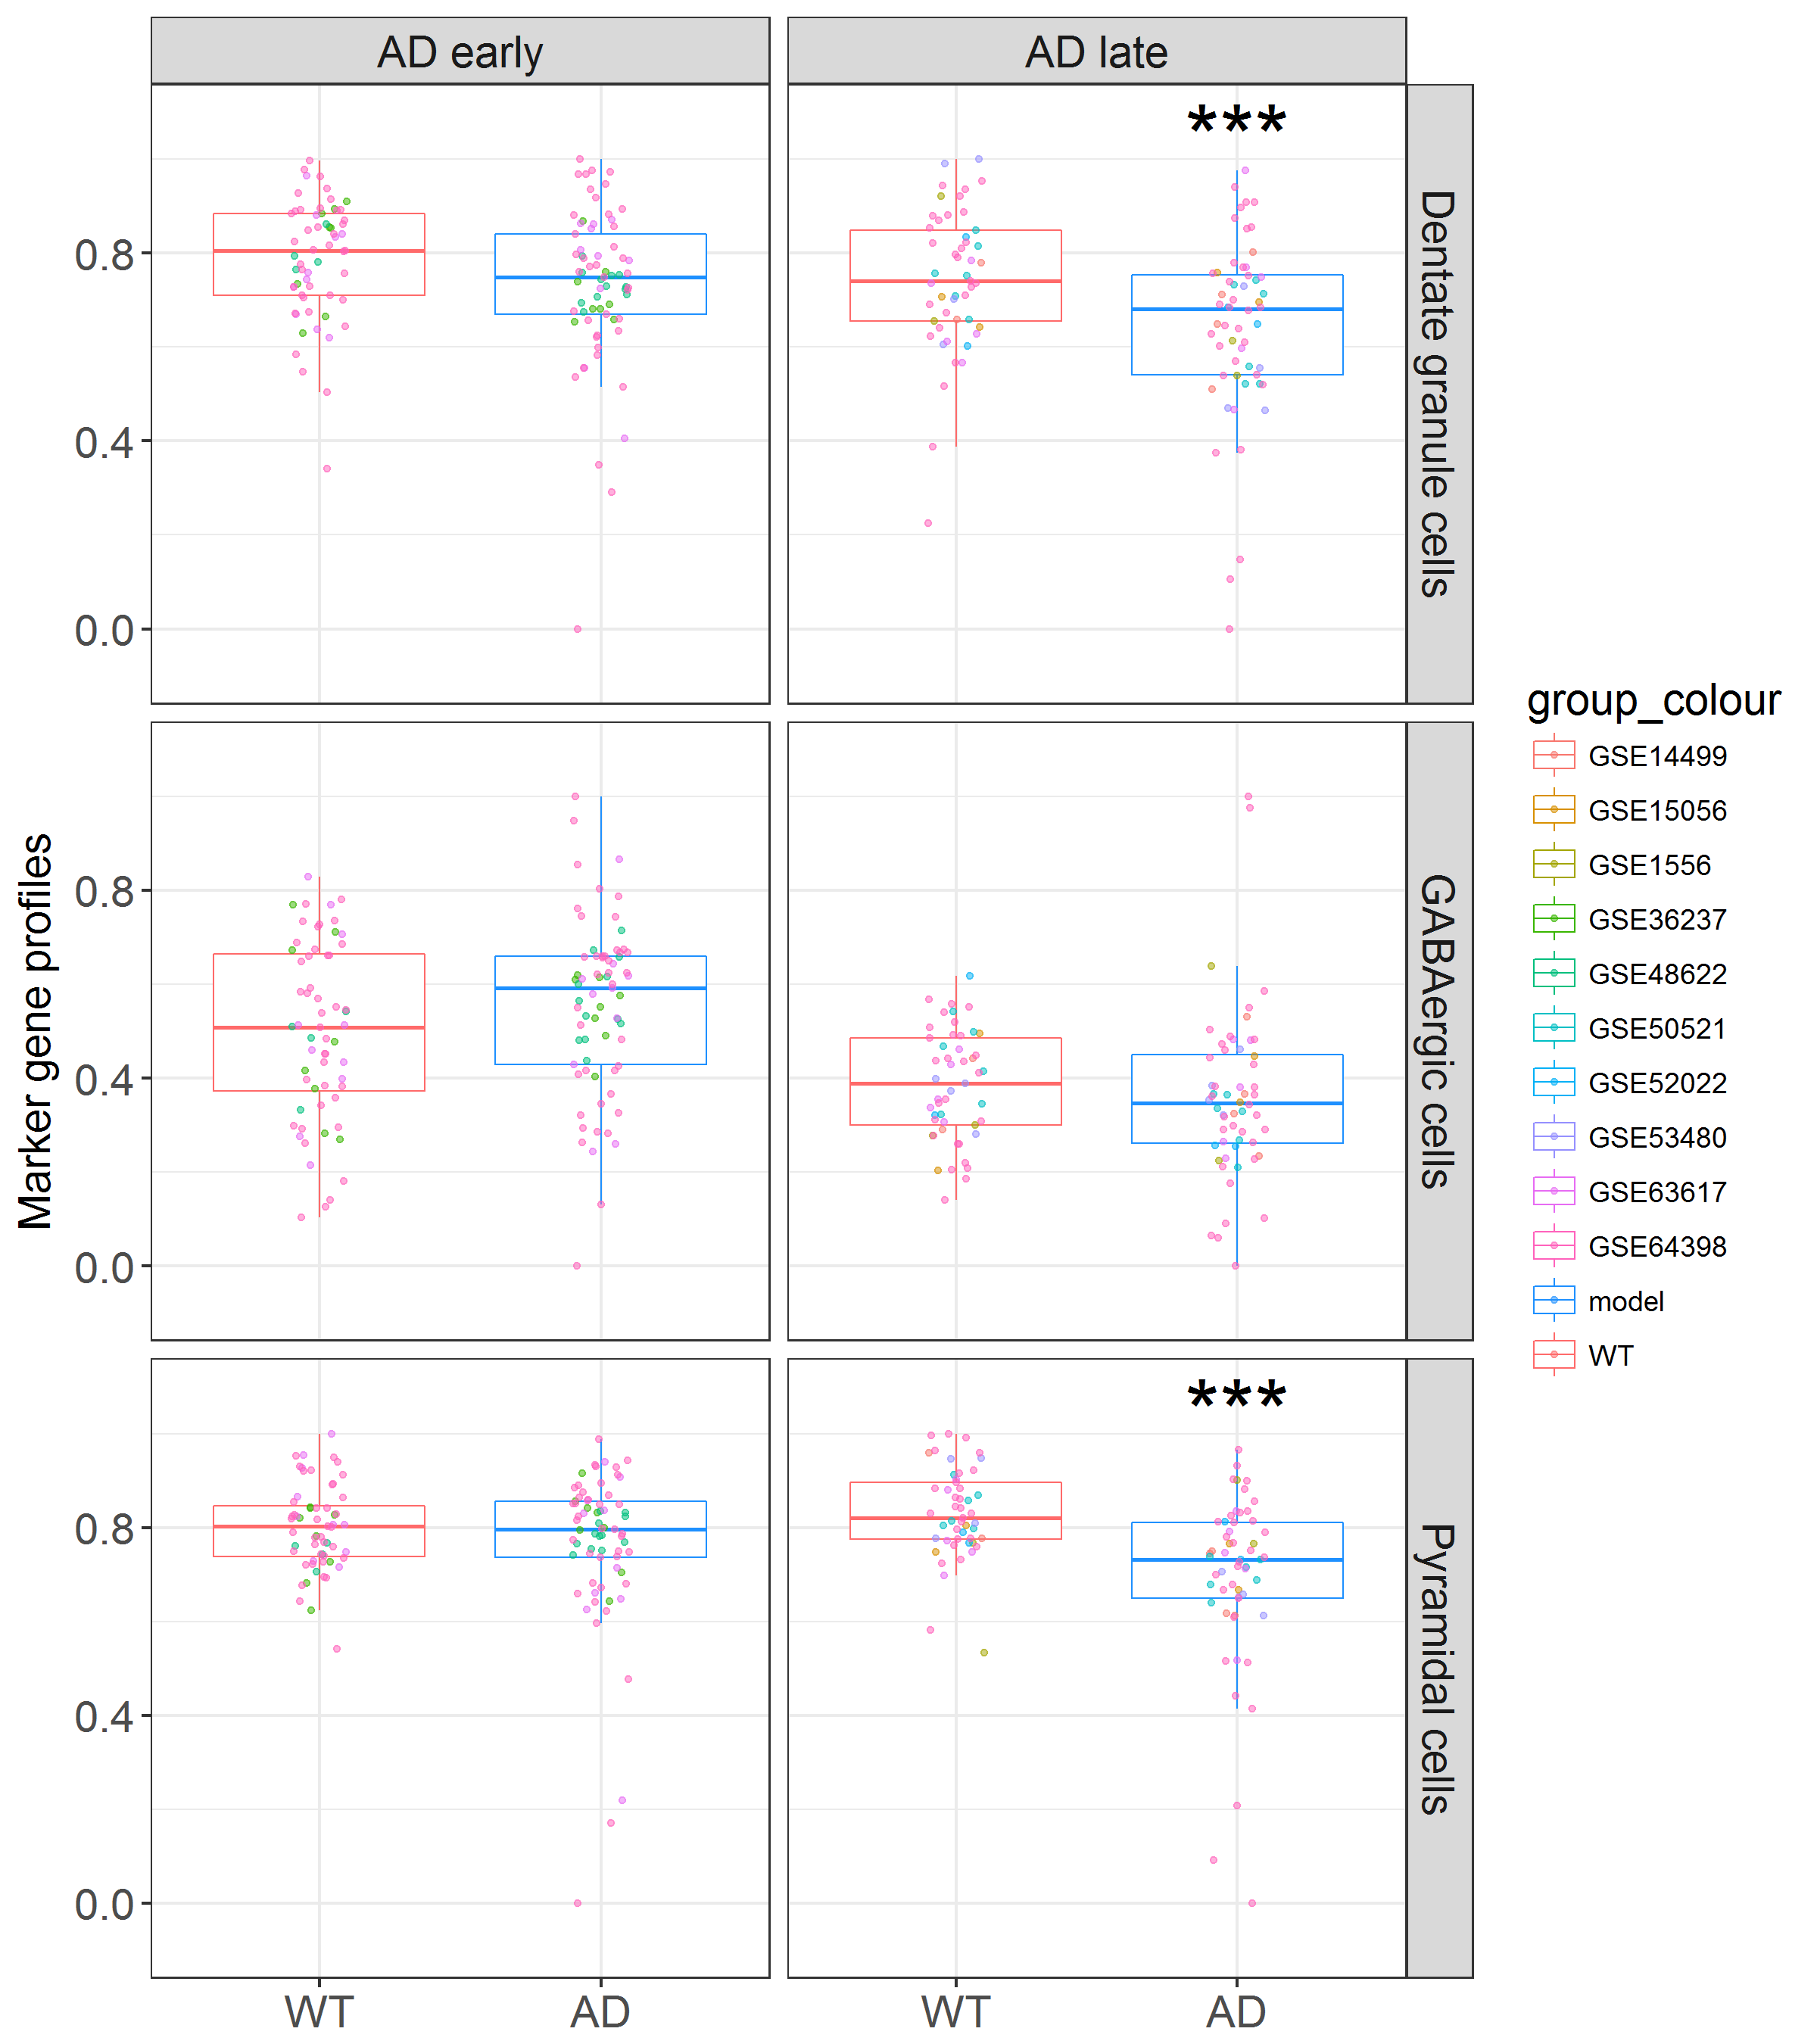 AD early
AD late
***
0.8
0.4
0.0
Dentate granule cells
Marker gene profiles
0.8
0.4
0.0
GABAergic cells
***
0.8
0.4
0.0
Pyramidal cells
WT
AD
WT
AD
group_colour
GSE14499
GSE15056
GSE1556
GSE36237
GSE48622
GSE50521
GSE52022
GSE53480
GSE63617
GSE64398
model
WT